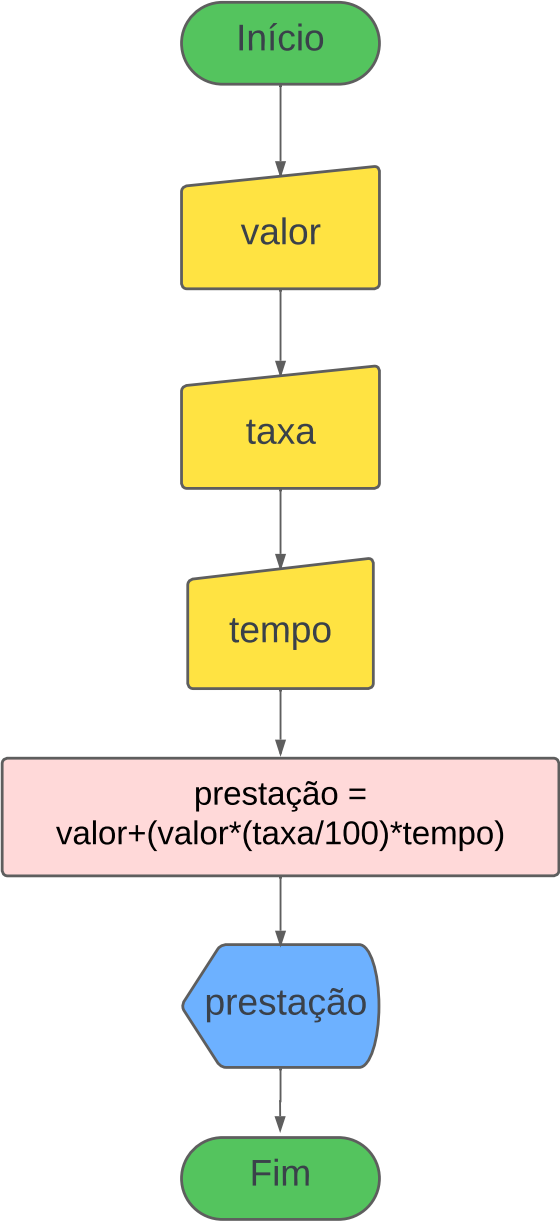 Início
valor
taxa
tempo
prestação =
valor+(valor*(taxa/100)*tempo)
prestação
Fim